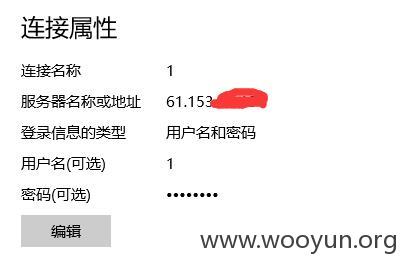 连接属性
连接名称 1
服务器名称或地址 61.153
登录信息的类型 用户名和密码
用户名(可选) 1
密码(可选) ••••••••
编辑
www.wooyun.org